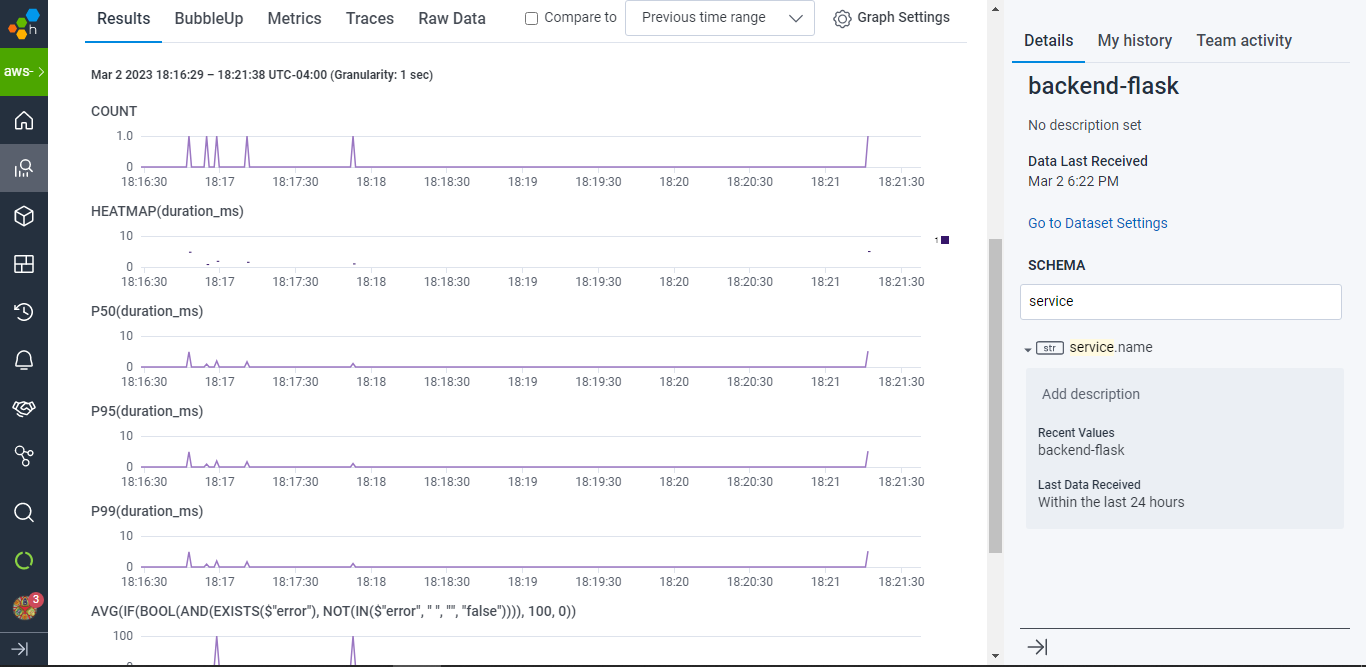 Results BubbleUp Metrics Traces Raw Data Compare to Previous time range Graph Settings
h
aws-
Mar 2 2023 18:16:29 – 18:21:38 UTC-04:00 (Granularity: 1 sec)
COUNT
1.0
0
18:16:30 18:17 18:17:30 18:18 18:18:30 18:19 18:19:30 18:20 18:20:30 18:21 18:21:30
HEATMAP(duration_ms)
10
1
0
18:16:30 18:17 18:17:30 18:18 18:18:30 18:19 18:19:30 18:20 18:20:30 18:21 18:21:30
P50(duration_ms)
10
0
18:16:30 18:17 18:17:30 18:18 18:18:30 18:19 18:19:30 18:20 18:20:30 18:21 18:21:30
P95(duration_ms)
10
0
18:16:30 18:17 18:17:30 18:18 18:18:30 18:19 18:19:30 18:20 18:20:30 18:21 18:21:30
P99(duration_ms)
10
0
18:16:30 18:17 18:17:30 18:18 18:18:30 18:19 18:19:30 18:20 18:20:30 18:21 18:21:30
AVG(IF(BOOL(AND(EXISTS($"error"), NOT(IN($"error", " ", "", "false")))), 100, 0))
100
0
3
Details My history Team activity
backend-flask
No description set
Data Last Received
Mar 2 6:22 PM
Go to Dataset Settings
SCHEMA
service
str service.name
Add description
Recent Values
backend-flask
Last Data Received
Within the last 24 hours